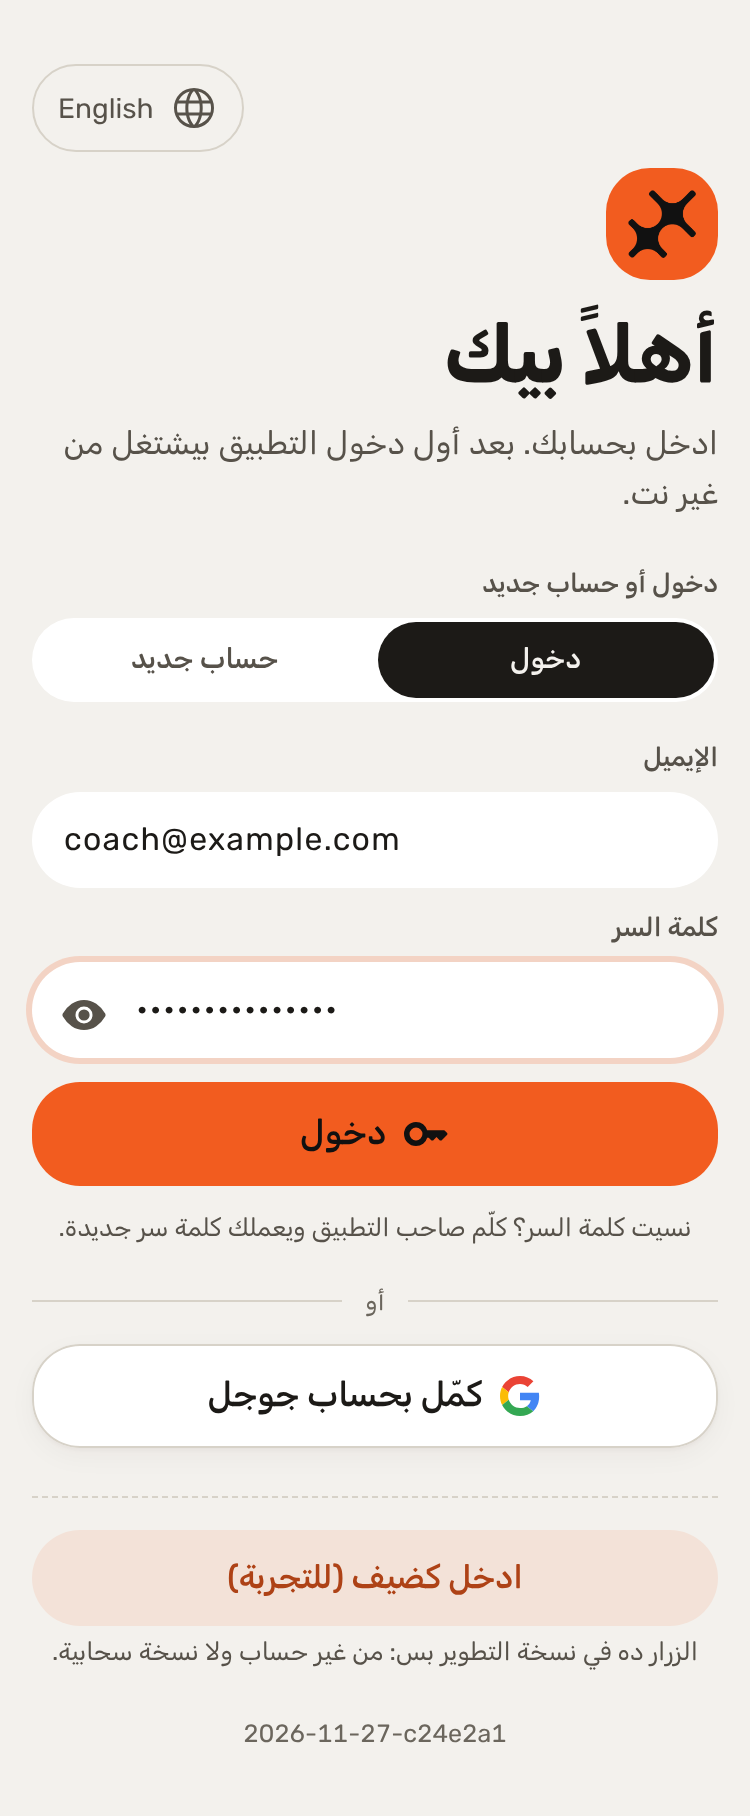 English
أهلاً بيك
ادخل بحسابك. بعد أول دخول التطبيق بيشتغل من
غير نت.
دخول أو حساب جديد
دخول
حساب جديد
الإيميل
coach@example.com
كلمة السر
•••••••••••••••
دخول
نسيت كلمة السر؟ كلّم صاحب التطبيق ويعملك كلمة سر جديدة.
أو
كمّل بحساب جوجل
ادخل كضيف (للتجربة)
الزرار ده في نسخة التطوير بس: من غير حساب ولا نسخة سحابية.
2026-11-27-c24e2a1